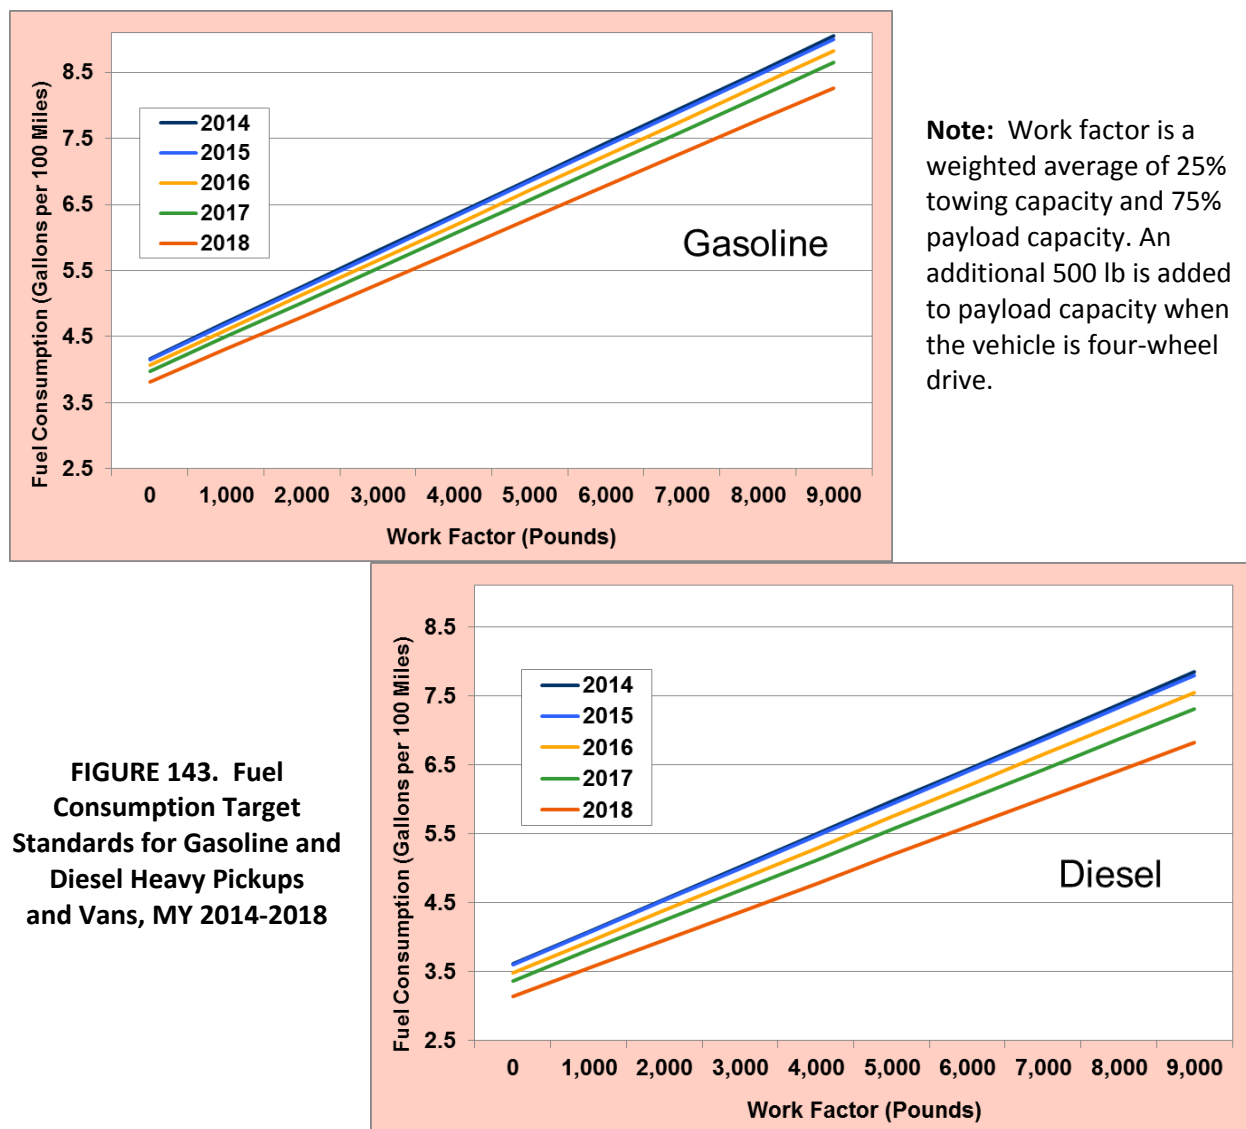 Fuel Consumption (Gallons per 100 Miles)
8.5
7.5
6.5
5.5
4.5
3.5
2.5
2014
2015
2016
2017
2018
Gasoline
0 1,000 2,000 3,000 4,000 5,000 6,000 7,000 8,000 9,000
Work Factor (Pounds)
Note: Work factor is a
weighted average of 25%
towing capacity and 75%
payload capacity. An
additional 500 lb is added
to payload capacity when
the vehicle is four-wheel
drive.
FIGURE 143. Fuel
Consumption Target
Standards for Gasoline and
Diesel Heavy Pickups
and Vans, MY 2014-2018
Fuel Consumption (Gallons per 100 Miles)
8.5
7.5
6.5
5.5
4.5
3.5
2.5
2014
2015
2016
2017
2018
Diesel
0 1,000 2,000 3,000 4,000 5,000 6,000 7,000 8,000 9,000
Work Factor (Pounds)